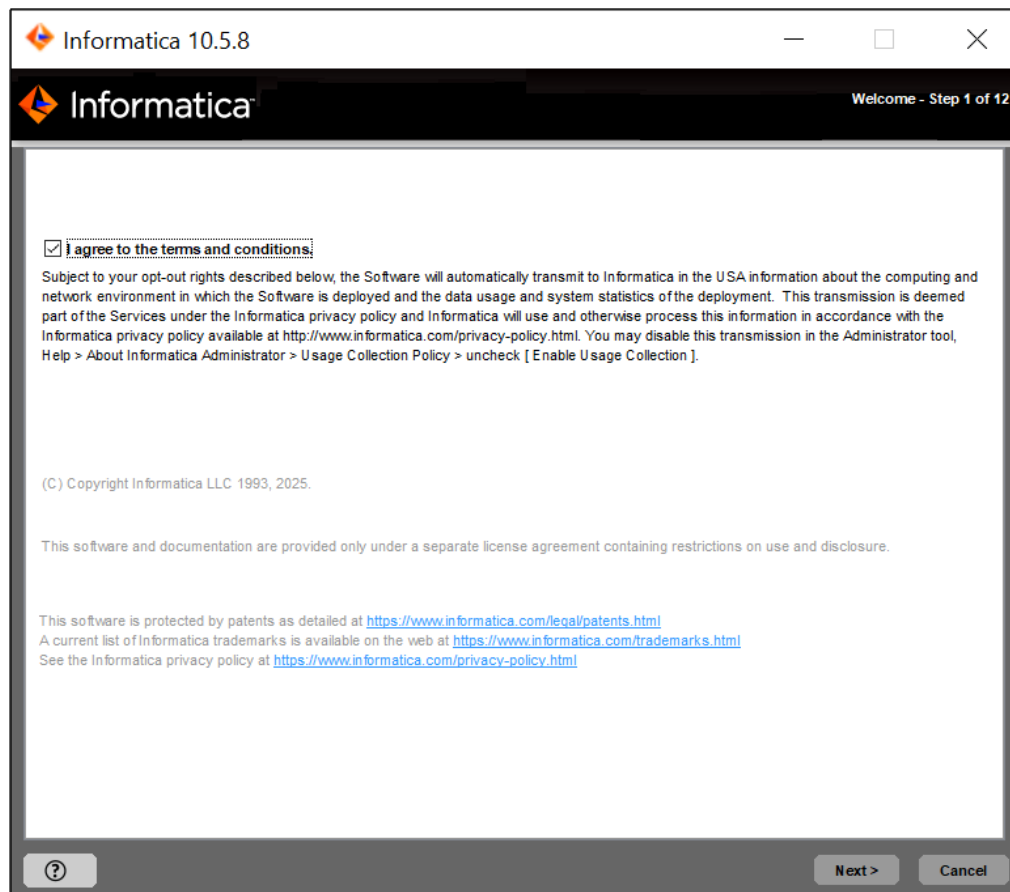 Informatica 10.5.8
Informatica
Welcome - Step 1 of 12
I agree to the terms and conditions.
Subject to your opt-out rights described below, the Software will automatically transmit to Informatica in the USA information about the computing and
network environment in which the Software is deployed and the data usage and system statistics of the deployment. This transmission is deemed
part of the Services under the Informatica privacy policy and Informatica will use and otherwise process this information in accordance with the
Informatica privacy policy available at http://www.informatica.com/privacy-policy.html. You may disable this transmission in the Administrator tool,
Help > About Informatica Administrator > Usage Collection Policy > uncheck [ Enable Usage Collection ].
(C) Copyright Informatica LLC 1993, 2025.
This software and documentation are provided only under a separate license agreement containing restrictions on use and disclosure.
This software is protected by patents as detailed at https://www.informatica.com/legal/patents.html
A current list of Informatica trademarks is available on the web at https://www.informatica.com/trademarks.html
See the Informatica privacy policy at https://www.informatica.com/privacy-policy.html
?
Next >
Cancel